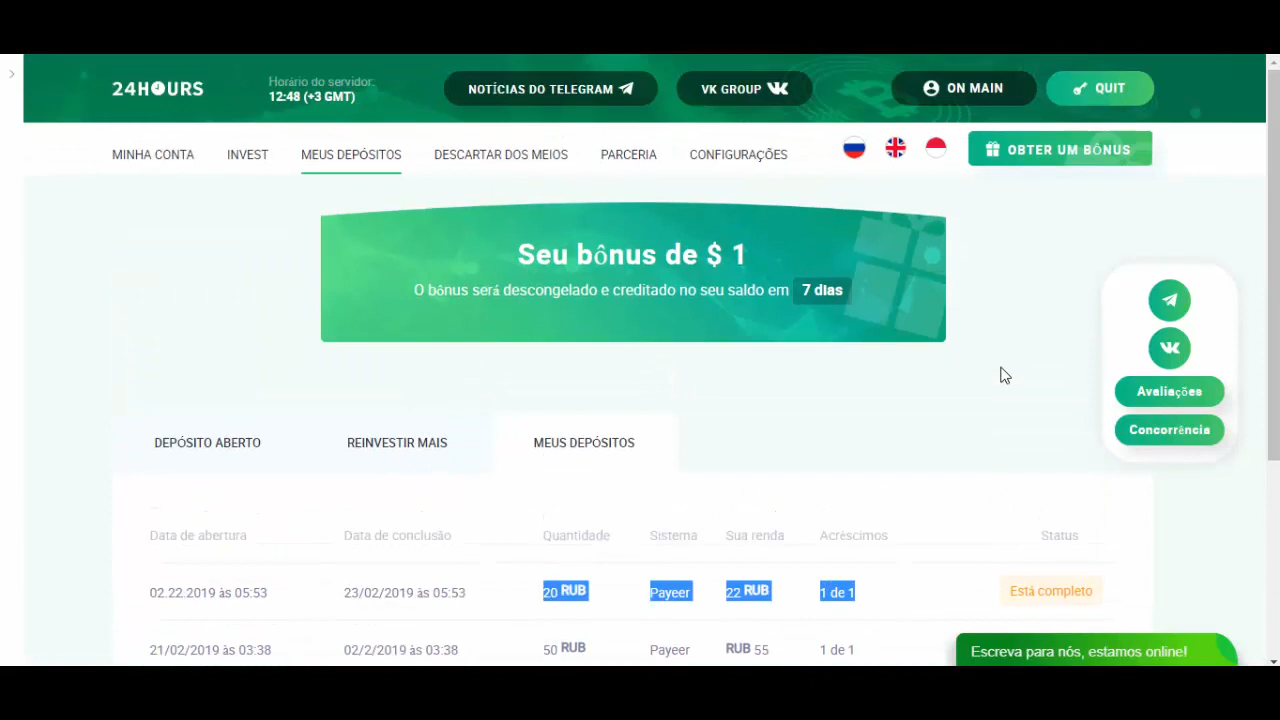 24HOURS
Horário do servidor:
12:48 (+3 GMT)
NOTÍCIAS DO TELEGRAM
VK GROUP
ON MAIN
QUIT
MINHA CONTA
INVEST
MEUS DEPÓSITOS
DESCARTAR DOS MEIOS
PARCERIA
CONFIGURAÇÕES
OBTER UM BÔNUS
Seu bônus de $ 1
O bônus será descongelado e creditado no seu saldo em 7 dias
Avaliações
Concorrência
DEPÓSITO ABERTO
REINVESTIR MAIS
MEUS DEPÓSITOS
Data de abertura Data de conclusão Quantidade Sistema Sua renda Acréscimos Status
02.22.2019 às 05:53 23/02/2019 às 05:53 20 RUB Payeer 22 RUB 1 de 1 Está completo
21/02/2019 às 03:38 02/2/2019 às 03:38 50 RUB Payeer RUB 55 1 de 1
Escreva para nós, estamos online!